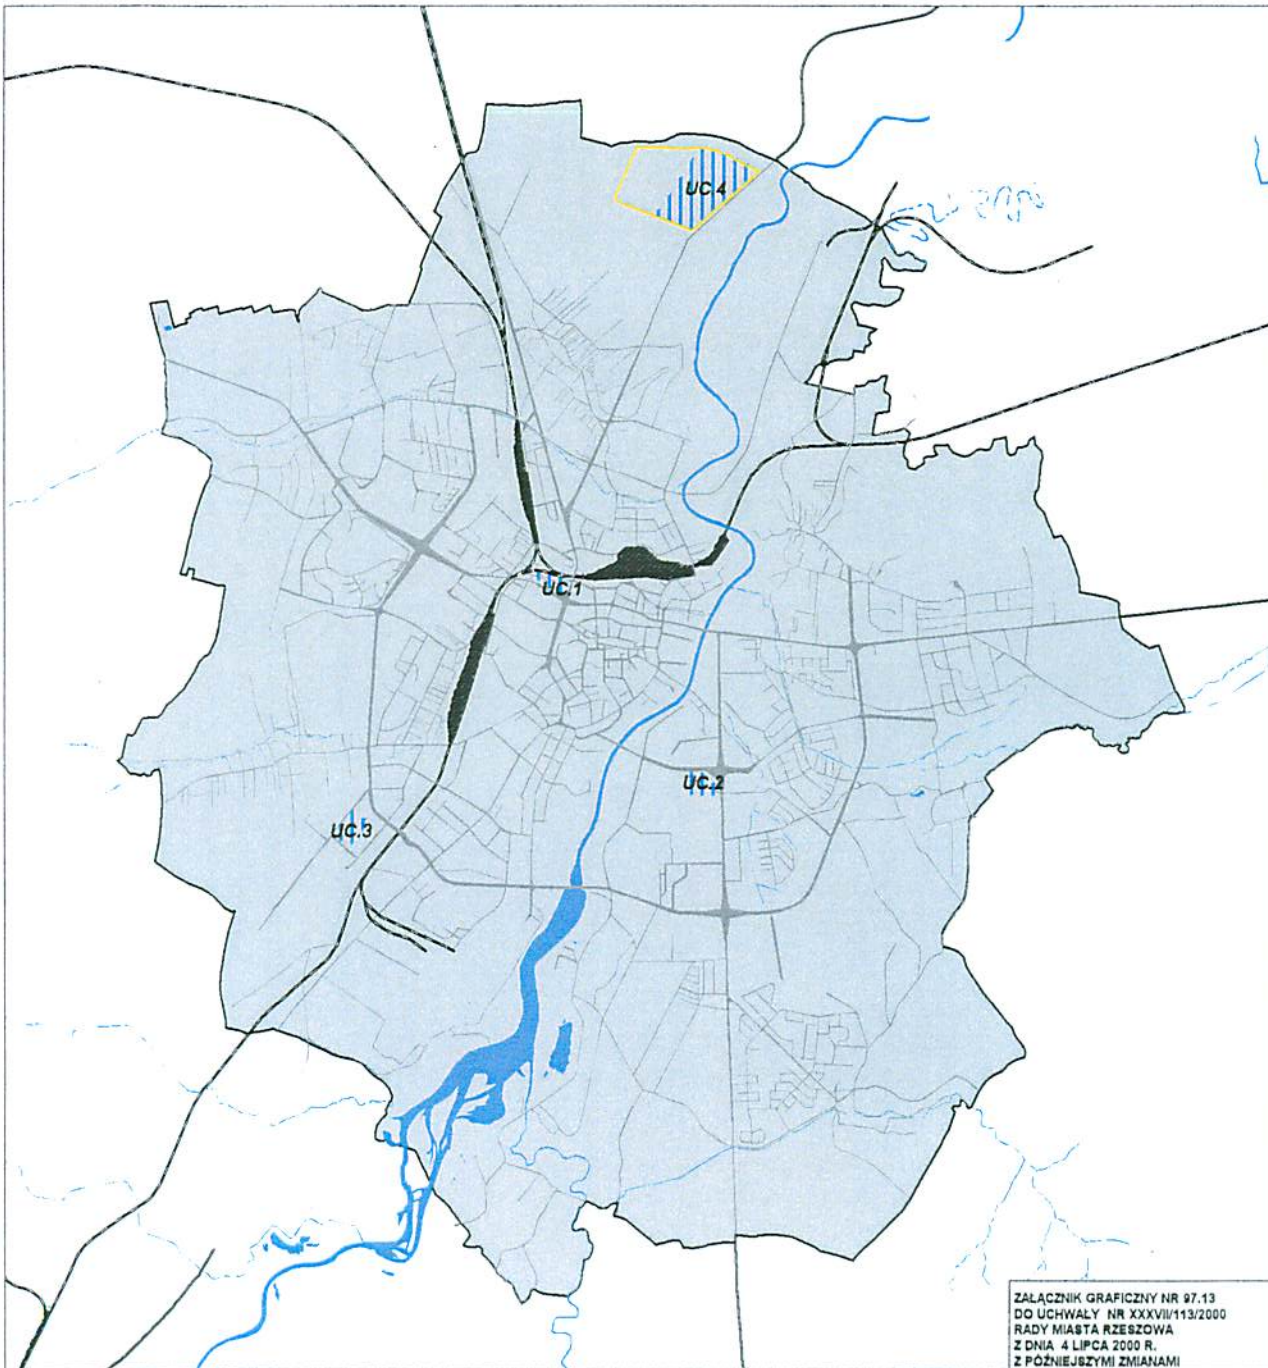 UC.4
UC.1
UC.2
UC.3
ZAŁĄCZNIK GRAFICZNY NR 97.13
DO UCHWAŁY NR XXXVII/113/2000
RADY MIASTA RZESZOWA
Z DNIA 4 LIPCA 2000 R.
Z PÓŹNIEJSZYMI ZMIANAMI